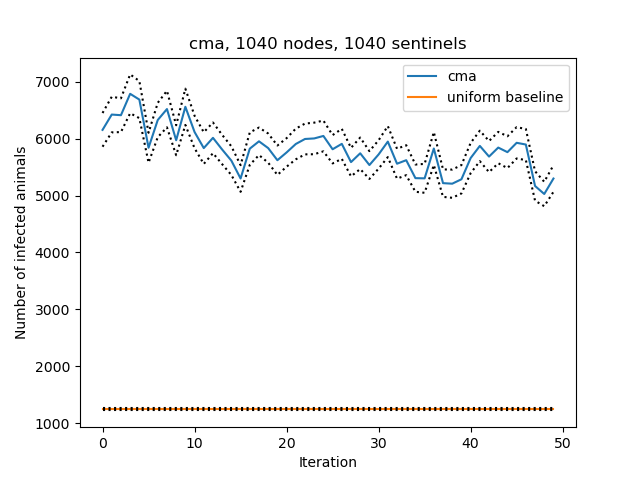 cma, 1040 nodes, 1040 sentinels
cma
uniform baseline
Number of infected animals
7000
6000
5000
4000
3000
2000
1000
0
10
20
30
40
50
Iteration